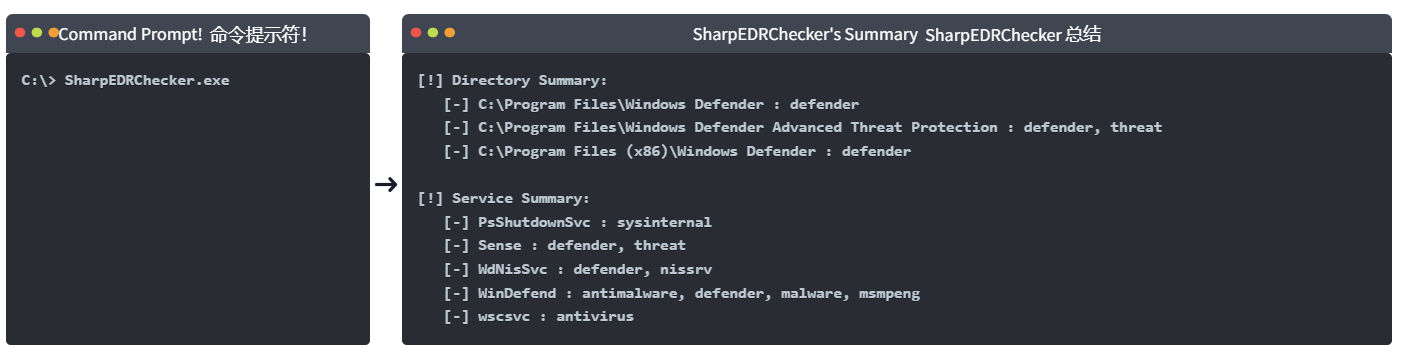 Command Prompt! 命令提示符！
C:\> SharpEDRChecker.exe
→
SharpEDRChecker's Summary SharpEDRChecker 总结
[!] Directory Summary:
[-] C:\Program Files\Windows Defender : defender
[-] C:\Program Files\Windows Defender Advanced Threat Protection : defender, threat
[-] C:\Program Files (x86)\Windows Defender : defender
[!] Service Summary:
[-] PsShutdownSvc : sysinternal
[-] Sense : defender, threat
[-] WdNisSvc : defender, nissrv
[-] WinDefend : antimalware, defender, malware, msmpeng
[-] wscsvc : antivirus